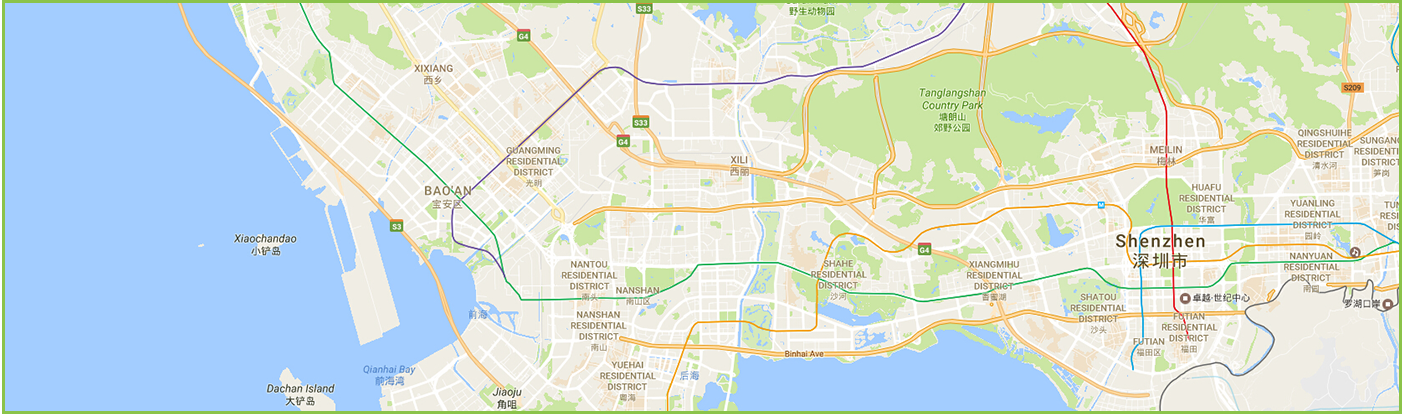 野生动物园
S33
G4
XIXIANG
西乡
S209
Tanglangshan
Country Park
塘朗山
郊野公园
S33
G4
QINGSHUIHE
RESIDENTIAL
DISTRICT
清水河
SUNGANG
RESIDENTIAL
DISTRICT
笋岗
GUANGMING
RESIDENTIAL
DISTRICT
光明
XILI
西丽
MEILIN
梅林
BAO'AN
宝安区
HUAFU
RESIDENTIAL
DISTRICT
华富
YUANLING
RESIDENTIAL
DISTRICT
园岭
S3
M
Xiaochandao
小铲岛
Shenzhen
深圳市
G4
NANTOU
RESIDENTIAL
DISTRICT
南头
NANSHAN
南山区
SHAHE
RESIDENTIAL
DISTRICT
沙河
XIANGMIHU
RESIDENTIAL
DISTRICT
香蜜湖
NANYUAN
RESIDENTIAL
DISTRICT
南园
SHATOU
RESIDENTIAL
DISTRICT
沙头
卓越·世纪中心
罗湖口岸
前海
NANSHAN
RESIDENTIAL
DISTRICT
南山
FUTIAN
RESIDENTIAL
DISTRICT
福田
FUTIAN
福田区
Binhai Ave
Qianhai Bay
前海湾
YUEHAI
RESIDENTIAL
DISTRICT
粤海
后海
Dachan Island
大铲岛
Jiaoju
角咀